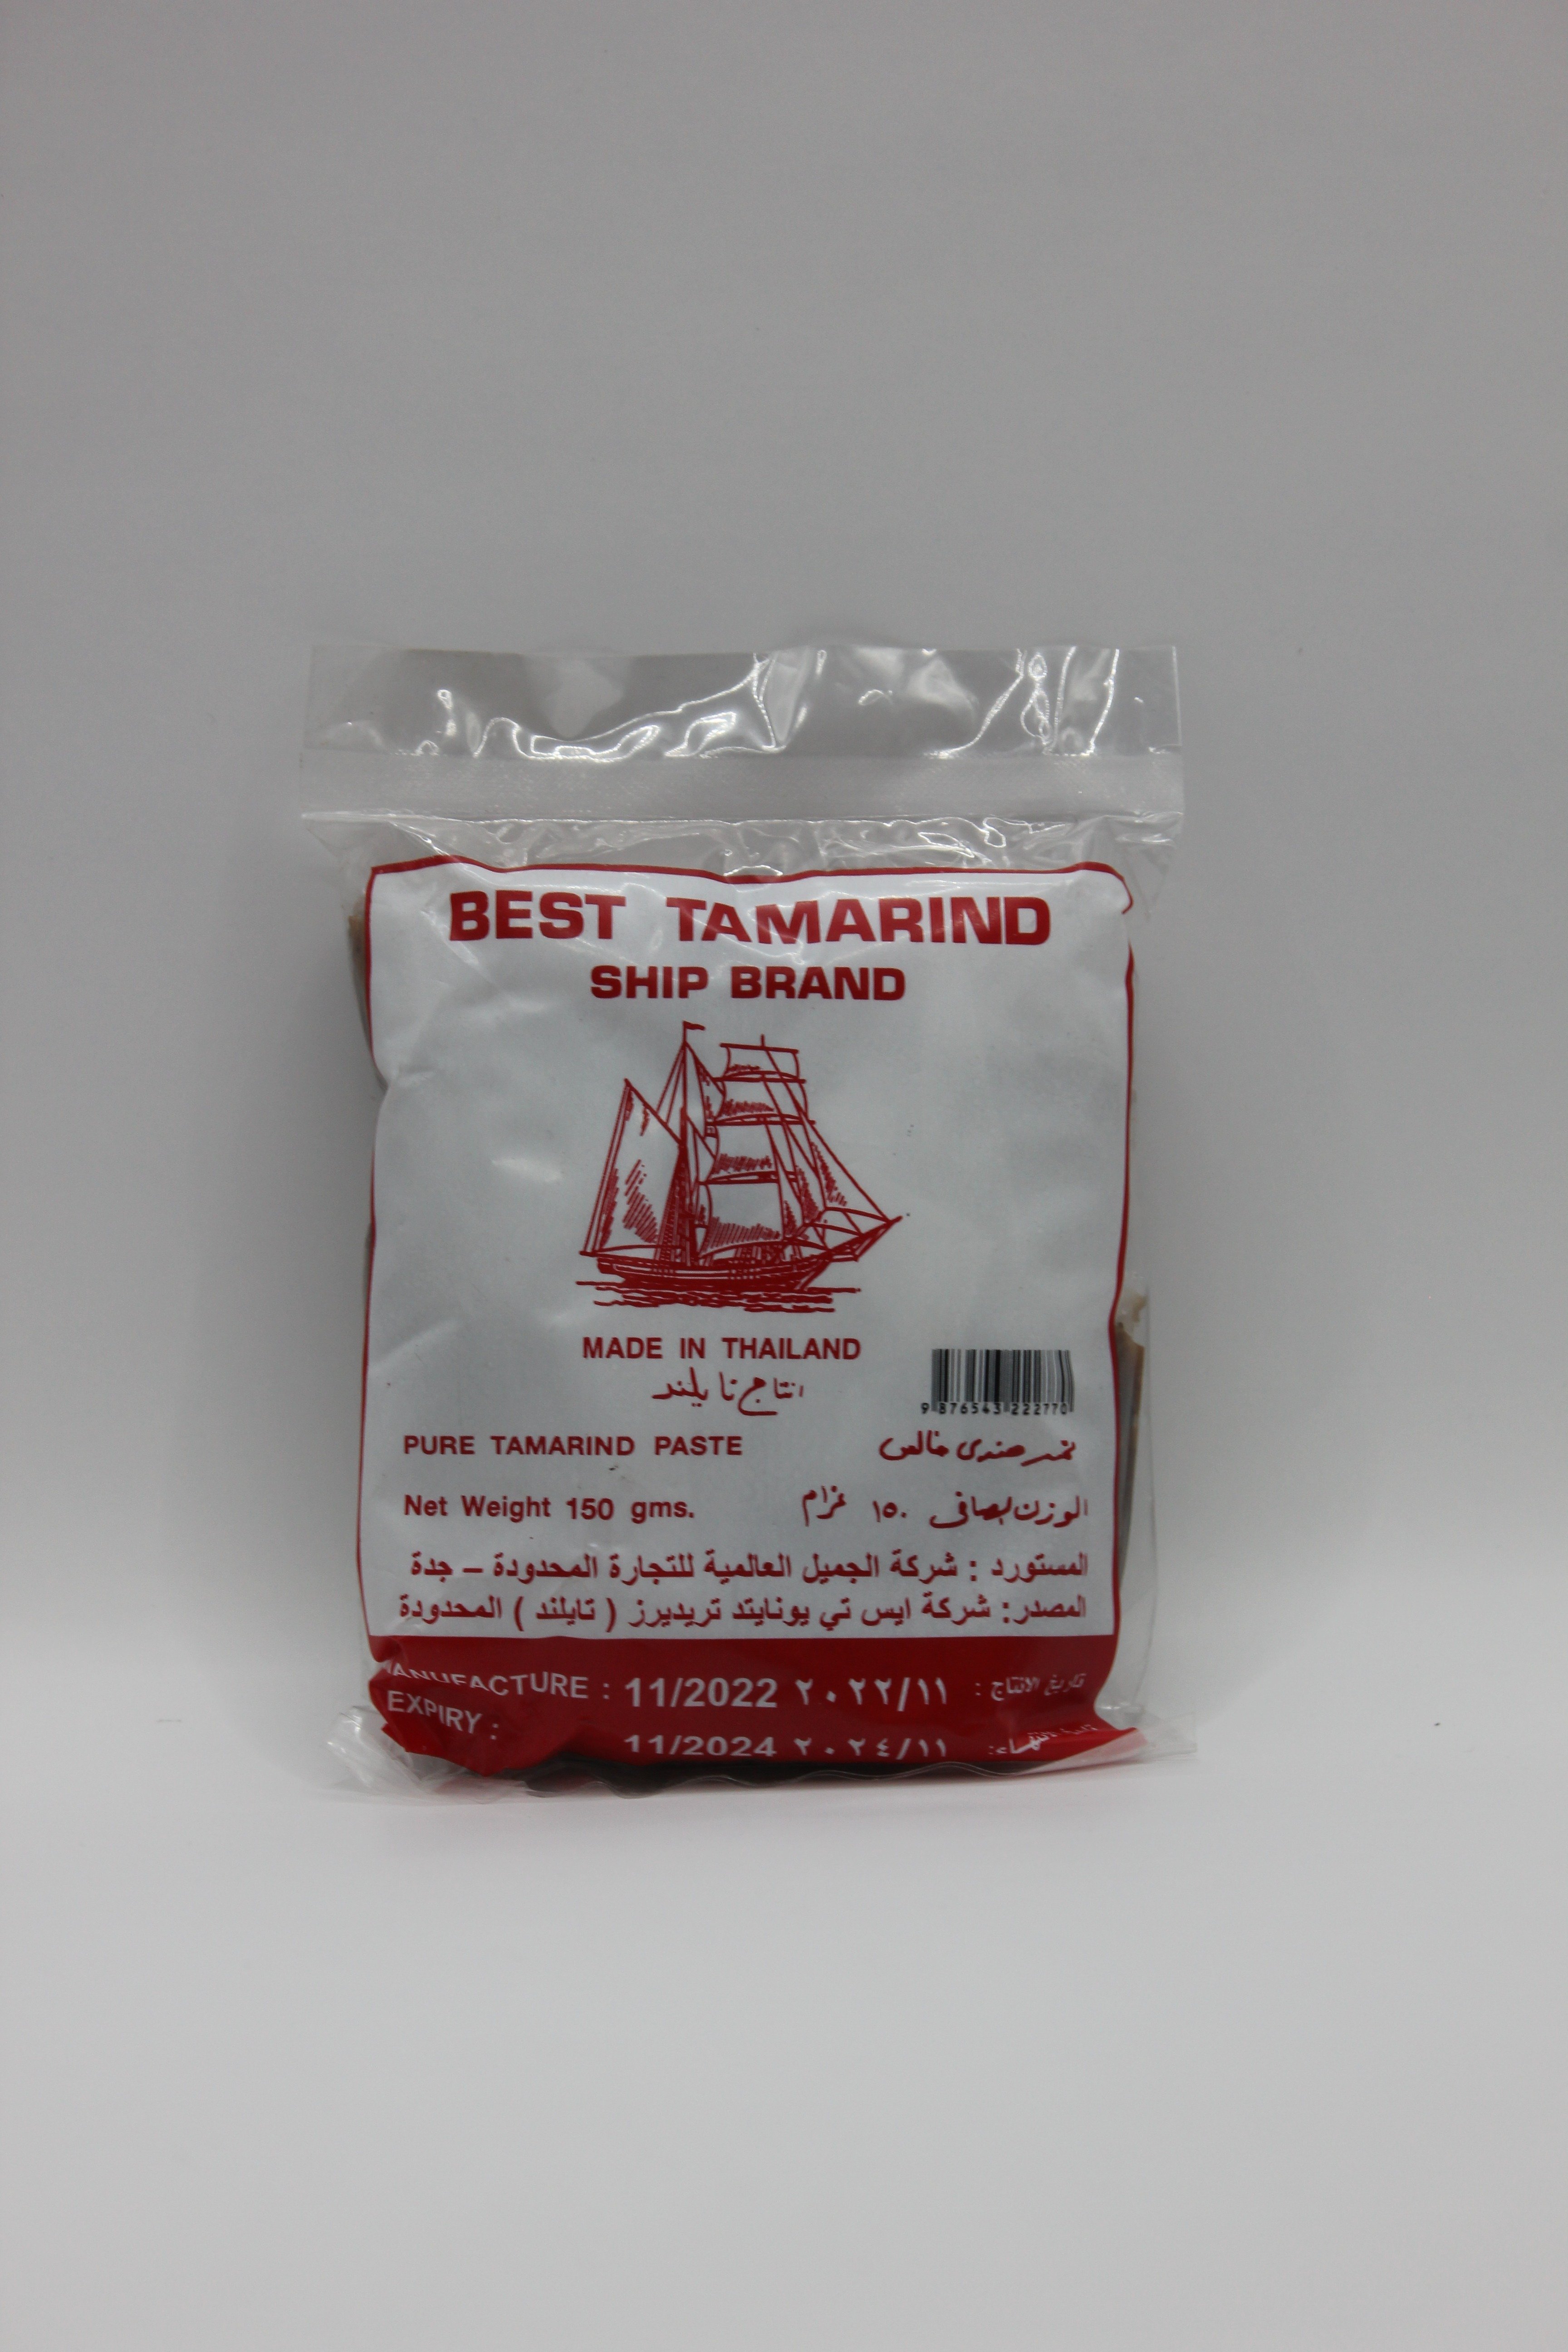 BEST TAMARIND
SHIP BRAND
MADE IN THAILAND
انتاج تايلند
9 876543 222770
PURE TAMARIND PASTE
تمر هندى خالص
Net Weight 150 gms.
الوزن الصافى ١٥٠ غرام
المستورد : شركة الجميل العالمية للتجارة المحدودة – جدة
المصدر: شركة ايس تي يونايتد تريديرز ( تايلند ) المحدودة
MANUFACTURE : 11/2022 ٢٠٢٢/١١ تاريخ الانتاج :
EXPIRY : 11/2024 ٢٠٢٤/١١